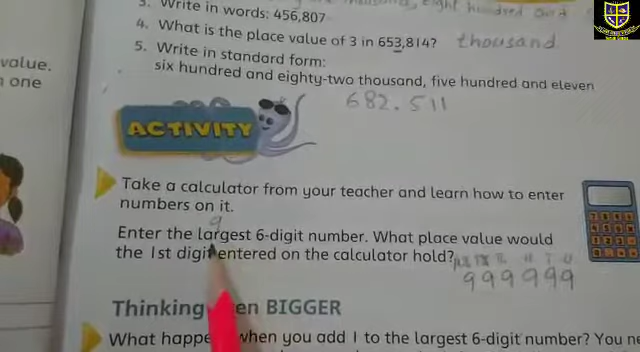 3. Write in words: 456,807
4. What is the place value of 3 in 653,814? thousand
5. Write in standard form:
six hundred and eighty-two thousand, five hundred and eleven
682.511
value.
one
ACTIVITY
Take a calculator from your teacher and learn how to enter
numbers on it.
9
Enter the largest 6-digit number. What place value would
the 1st digit entered on the calculator hold?
999999
Thinking even BIGGER
What happens when you add 1 to the largest 6-digit number? You